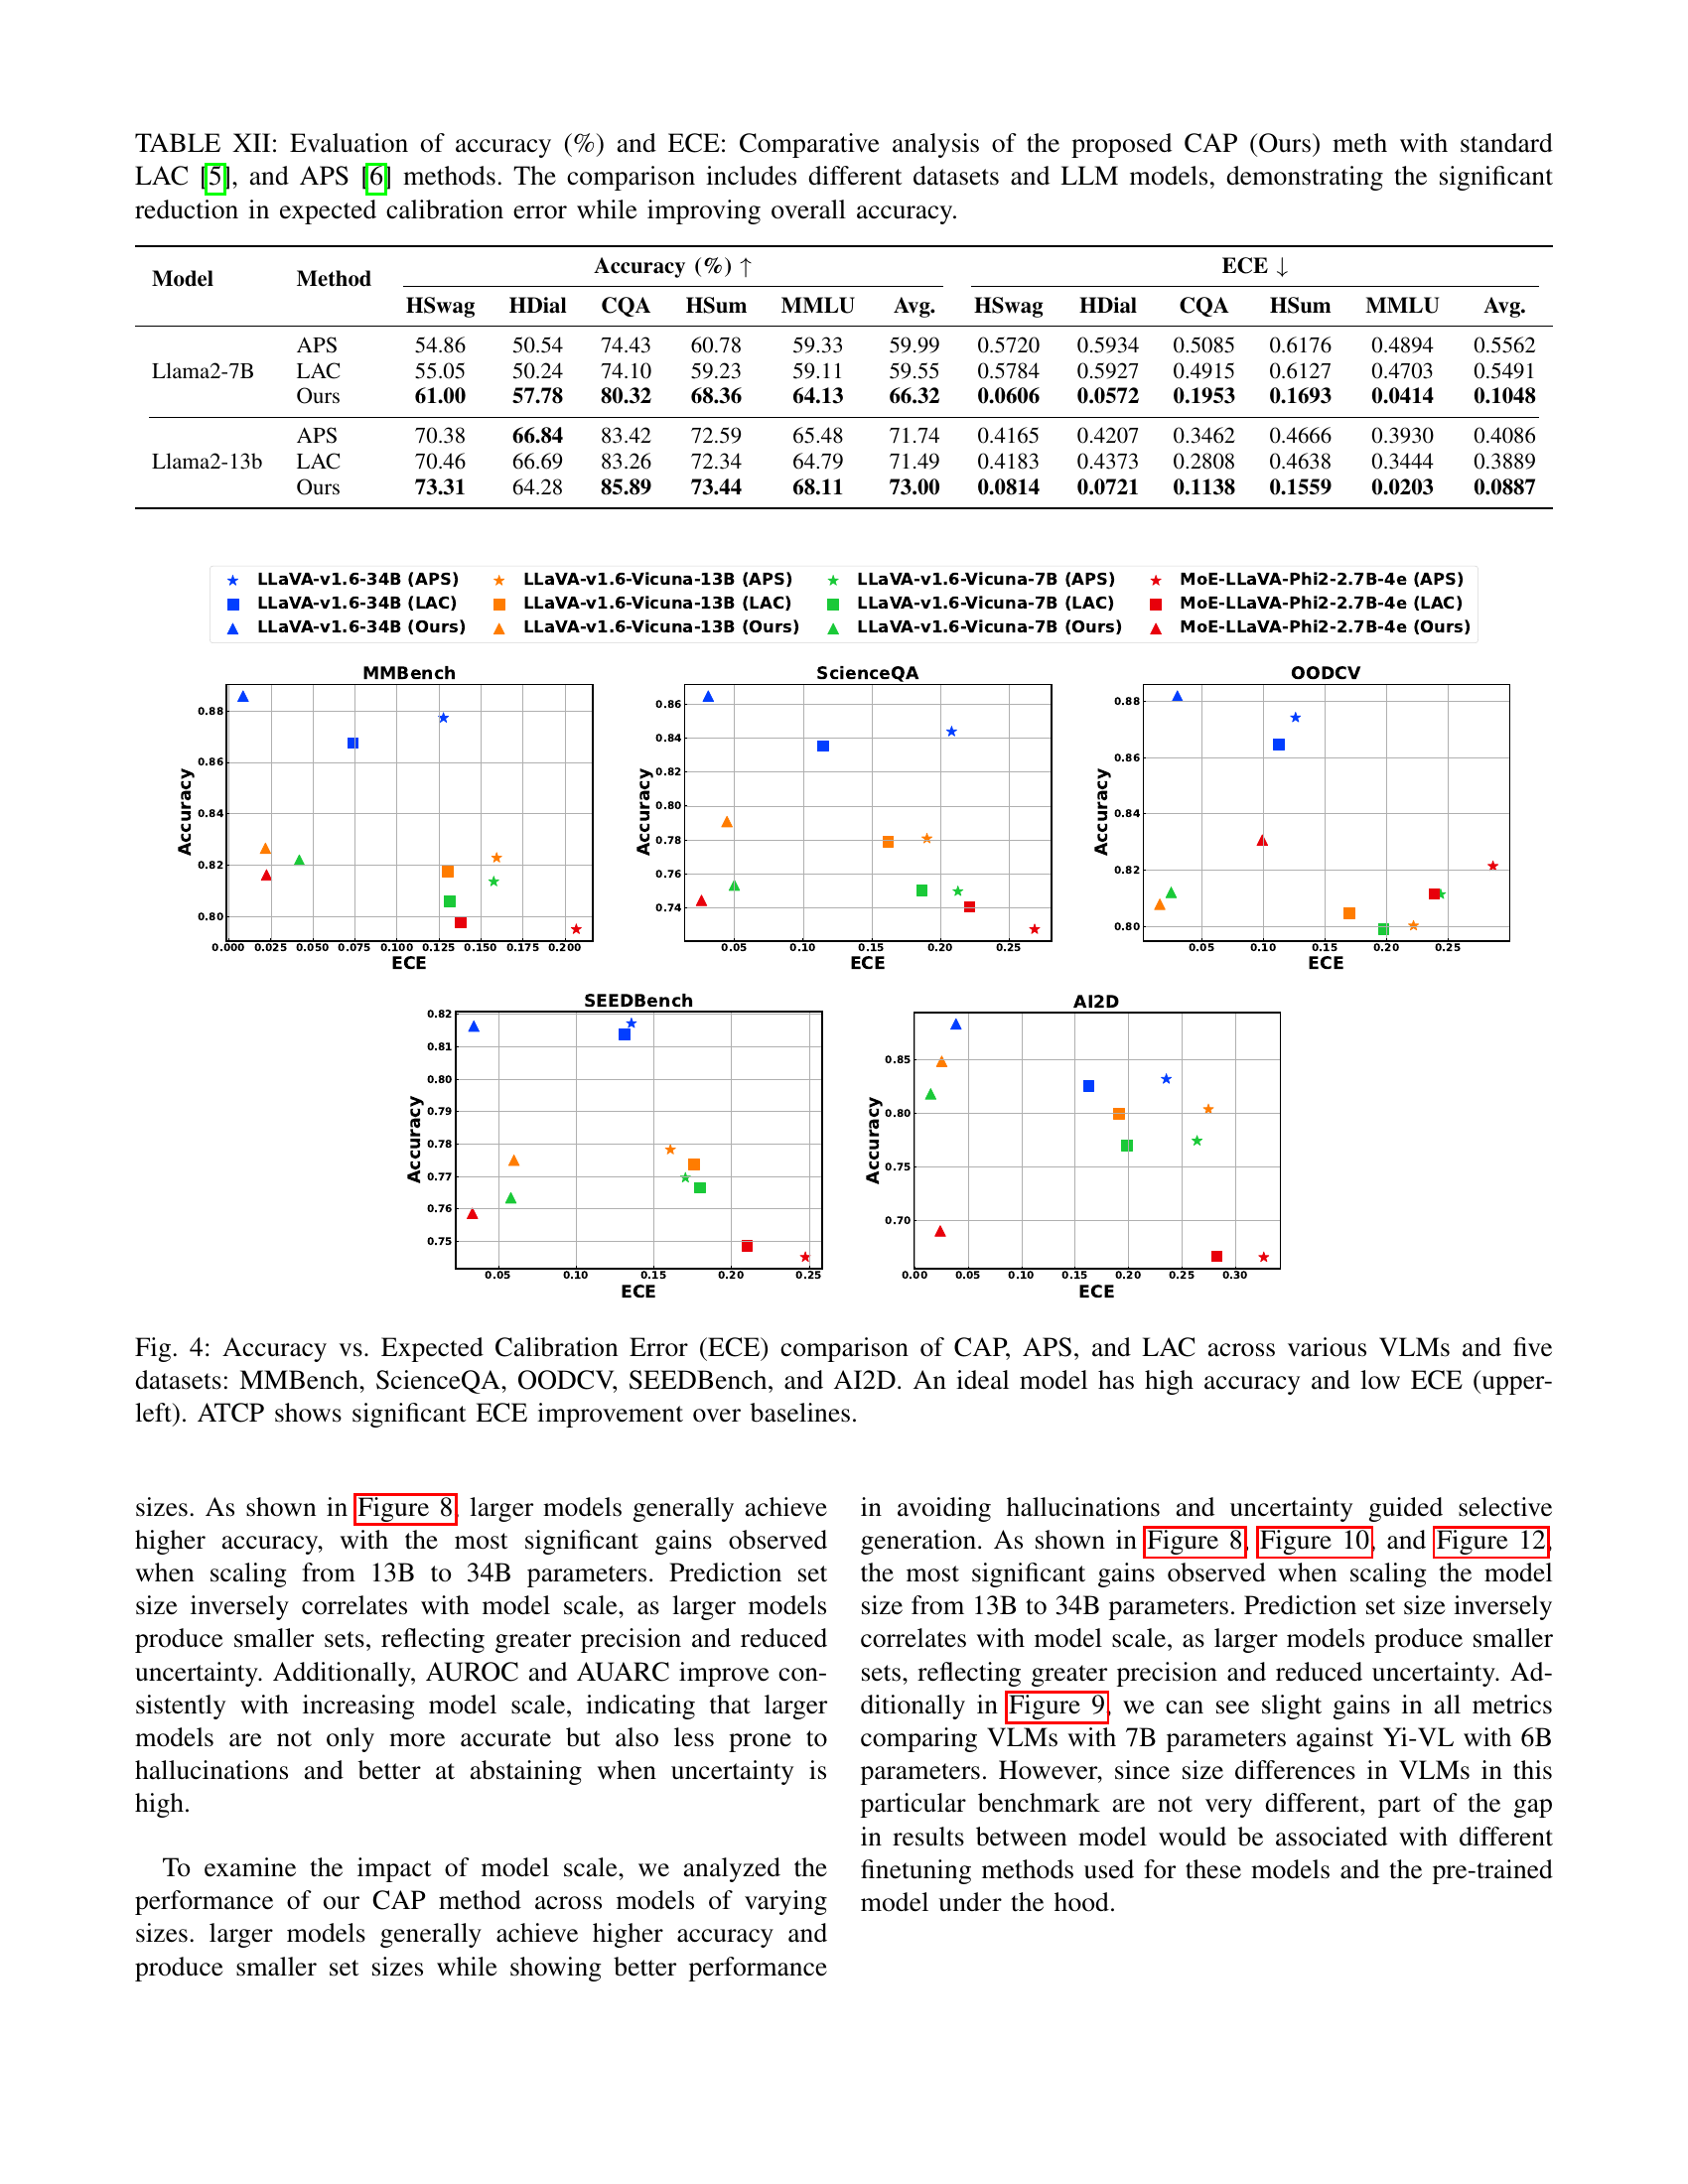 TABLE XII: Evaluation of accuracy (%) and ECE: Comparative analysis of the proposed CAP (Ours) meth with standard
LAC [5], and APS [6] methods. The comparison includes different datasets and LLM models, demonstrating the significant
reduction in expected calibration error while improving overall accuracy.
Model Method Accuracy (%) ↑ ECE ↓
HSwag HDial CQA HSum MMLU Avg. HSwag HDial CQA HSum MMLU Avg.
APS 54.86 50.54 74.43 60.78 59.33 59.99 0.5720 0.5934 0.5085 0.6176 0.4894 0.5562
Llama2-7B LAC 55.05 50.24 74.10 59.23 59.11 59.55 0.5784 0.5927 0.4915 0.6127 0.4703 0.5491
Ours 61.00 57.78 80.32 68.36 64.13 66.32 0.0606 0.0572 0.1953 0.1693 0.0414 0.1048
APS 70.38 66.84 83.42 72.59 65.48 71.74 0.4165 0.4207 0.3462 0.4666 0.3930 0.4086
Llama2-13b LAC 70.46 66.69 83.26 72.34 64.79 71.49 0.4183 0.4373 0.2808 0.4638 0.3444 0.3889
Ours 73.31 64.28 85.89 73.44 68.11 73.00 0.0814 0.0721 0.1138 0.1559 0.0203 0.0887
LLaVA-v1.6-34B (APS) LLaVA-v1.6-Vicuna-13B (APS) LLaVA-v1.6-Vicuna-7B (APS) MoE-LLaVA-Phi2-2.7B-4e (APS)
LLaVA-v1.6-34B (LAC) LLaVA-v1.6-Vicuna-13B (LAC) LLaVA-v1.6-Vicuna-7B (LAC) MoE-LLaVA-Phi2-2.7B-4e (LAC)
LLaVA-v1.6-34B (Ours) LLaVA-v1.6-Vicuna-13B (Ours) LLaVA-v1.6-Vicuna-7B (Ours) MoE-LLaVA-Phi2-2.7B-4e (Ours)
MMBench
Accuracy
0.88
0.86
0.84
0.82
0.80
0.000 0.025 0.050 0.075 0.100 0.125 0.150 0.175 0.200
ECE
ScienceQA
Accuracy
0.86
0.84
0.82
0.80
0.78
0.76
0.74
0.05 0.10 0.15 0.20 0.25
ECE
OODCV
Accuracy
0.88
0.86
0.84
0.82
0.80
0.05 0.10 0.15 0.20 0.25
ECE
SEEDBench
Accuracy
0.82
0.81
0.80
0.79
0.78
0.77
0.76
0.75
0.05 0.10 0.15 0.20 0.25
ECE
AI2D
Accuracy
0.85
0.80
0.75
0.70
0.00 0.05 0.10 0.15 0.20 0.25 0.30
ECE
Fig. 4: Accuracy vs. Expected Calibration Error (ECE) comparison of CAP, APS, and LAC across various VLMs and five
datasets: MMBench, ScienceQA, OODCV, SEEDBench, and AI2D. An ideal model has high accuracy and low ECE (upper-
left). ATCP shows significant ECE improvement over baselines.
sizes. As shown in Figure 8, larger models generally achieve
higher accuracy, with the most significant gains observed
when scaling from 13B to 34B parameters. Prediction set
size inversely correlates with model scale, as larger models
produce smaller sets, reflecting greater precision and reduced
uncertainty. Additionally, AUROC and AUARC improve con-
sistently with increasing model scale, indicating that larger
models are not only more accurate but also less prone to
hallucinations and better at abstaining when uncertainty is
high.
To examine the impact of model scale, we analyzed the
performance of our CAP method across models of varying
sizes. larger models generally achieve higher accuracy and
produce smaller set sizes while showing better performance
in avoiding hallucinations and uncertainty guided selective
generation. As shown in Figure 8, Figure 10, and Figure 12,
the most significant gains observed when scaling the model
size from 13B to 34B parameters. Prediction set size inversely
correlates with model scale, as larger models produce smaller
sets, reflecting greater precision and reduced uncertainty. Ad-
ditionally in Figure 9, we can see slight gains in all metrics
comparing VLMs with 7B parameters against Yi-VL with 6B
parameters. However, since size differences in VLMs in this
particular benchmark are not very different, part of the gap
in results between model would be associated with different
finetuning methods used for these models and the pre-trained
model under the hood.